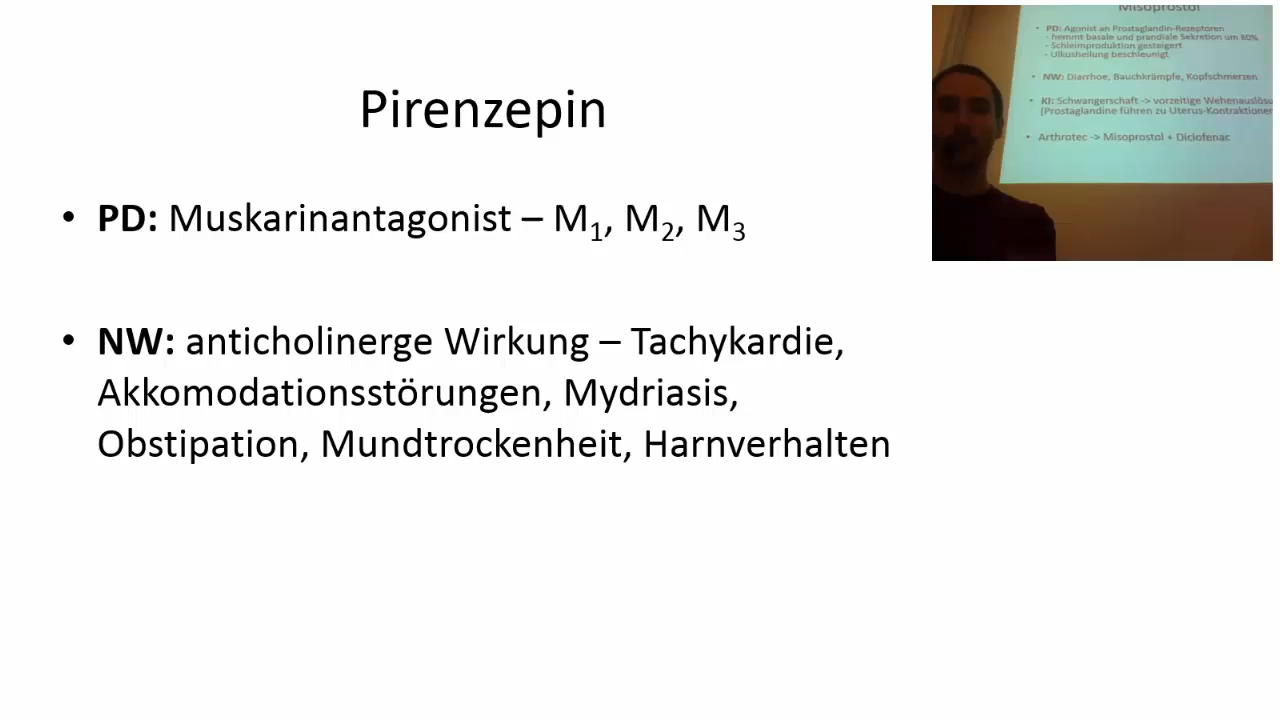 Pirenzepin
• PD: Muskarinantagonist – M₁, M₂, M₃
• NW: anticholinerge Wirkung – Tachykardie,
Akkomodationsstörungen, Mydriasis,
Obstipation, Mundtrockenheit, Harnverhalten
Misoprostol
• PD: Agonist an Prostaglandin-Rezeptoren
- hemmt basale und prandiale Sekretion um 80%
- Schleimproduktion gesteigert
- Ulkusheilung beschleunigt
• NW: Diarrhoe, Bauchkrämpfe, Kopfschmerzen
• KI: Schwangerschaft -> vorzeitige Wehenauslösu
(Prostaglandine führen zu Uterus-Kontraktionen
• Arthrotec -> Misoprostol + Diclofenac